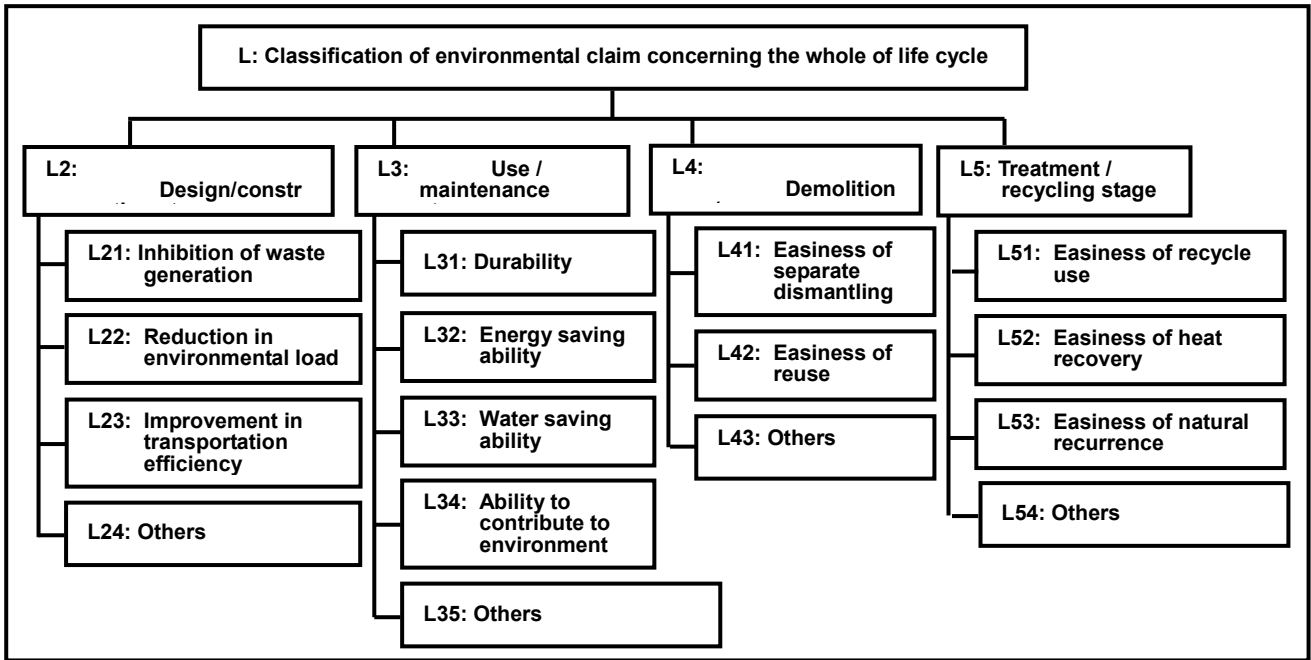 L: Classification of environmental claim concerning the whole of life cycle
L2:
Design/constr
L21: Inhibition of waste
generation
L22: Reduction in
environmental load
L23: Improvement in
transportation
efficiency
L24: Others
L3: Use /
maintenance
L31: Durability
L32: Energy saving
ability
L33: Water saving
ability
L34: Ability to
contribute to
environment
L35: Others
L4:
Demolition
L41: Easiness of
separate
dismantling
L42: Easiness of
reuse
L43: Others
L5: Treatment /
recycling stage
L51: Easiness of recycle
use
L52: Easiness of heat
recovery
L53: Easiness of natural
recurrence
L54: Others